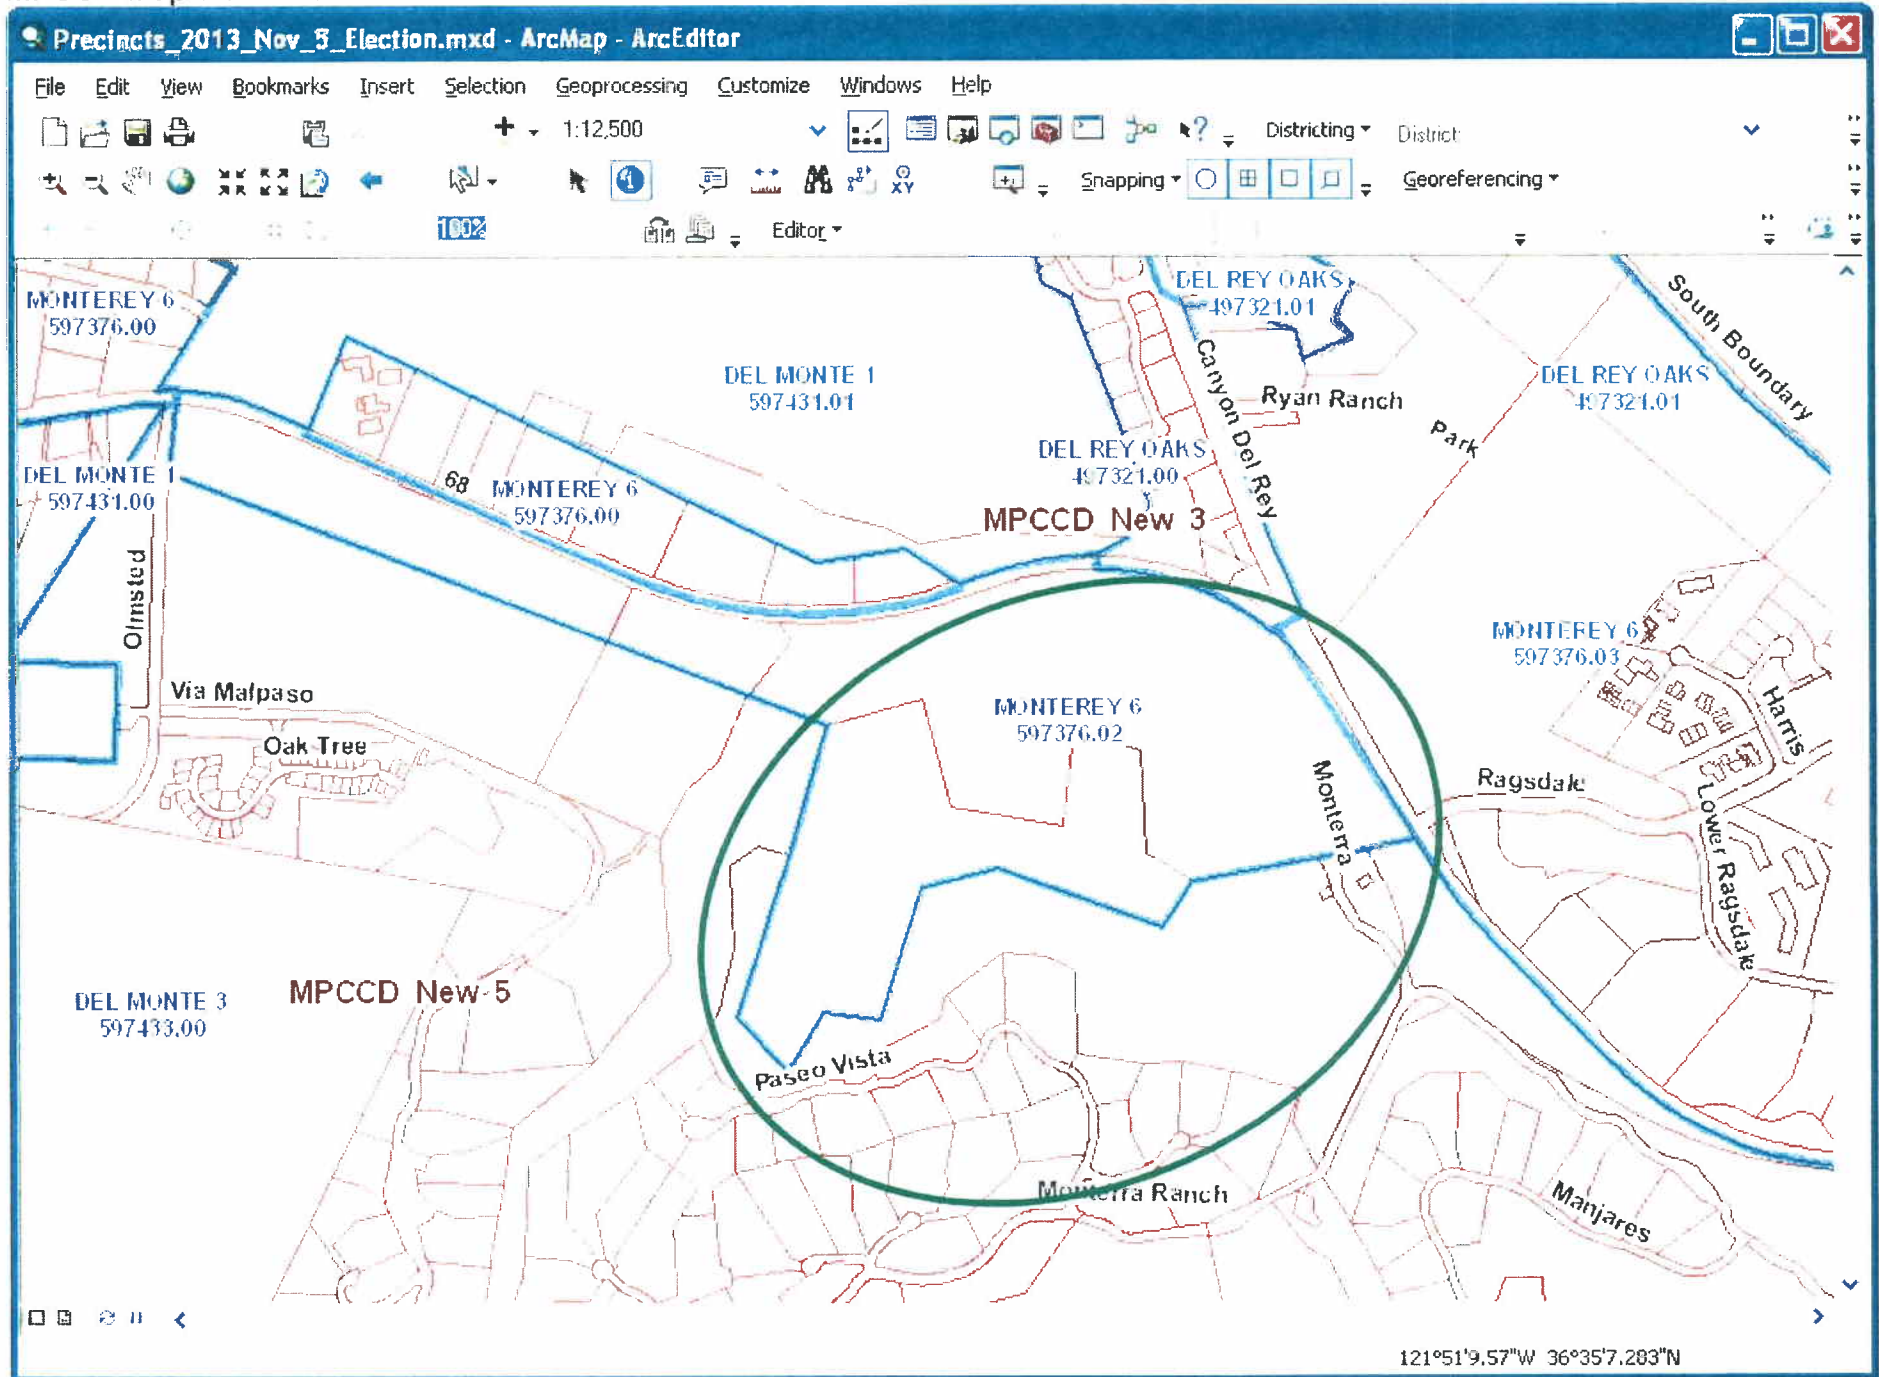 Precincts_2013_Nov_5_Election.mxd - ArcMap - ArcEditor
File Edit View Bookmarks Insert Selection Geoprocessing Customize Windows Help
1:12,500
Districting
District:
XY
Snapping
Georeferencing
100%
Editor
MONTEREY 6
597376.00
DEL MONTE 1
597431.01
DEL REY OAKS
497321.01
South Boundary
DEL REY OAKS
497321.01
Canyon Del Rey
Ryan Ranch
Park
DEL MONTE 1
597431.00
68
MONTEREY 6
597376.00
DEL REY OAKS
497321.00
MPCCD New 3
Olmsted
MONTEREY 6
597376.03
Via Malpaso
Oak Tree
MONTEREY 6
597376.02
Harris
Monterra
Ragsdale
Lower Ragsdale
DEL MONTE 3
597433.00
MPCCD New 5
Paseo Vista
Monterra Ranch
Manjares
121°51'9.57"W 36°35'7.283"N